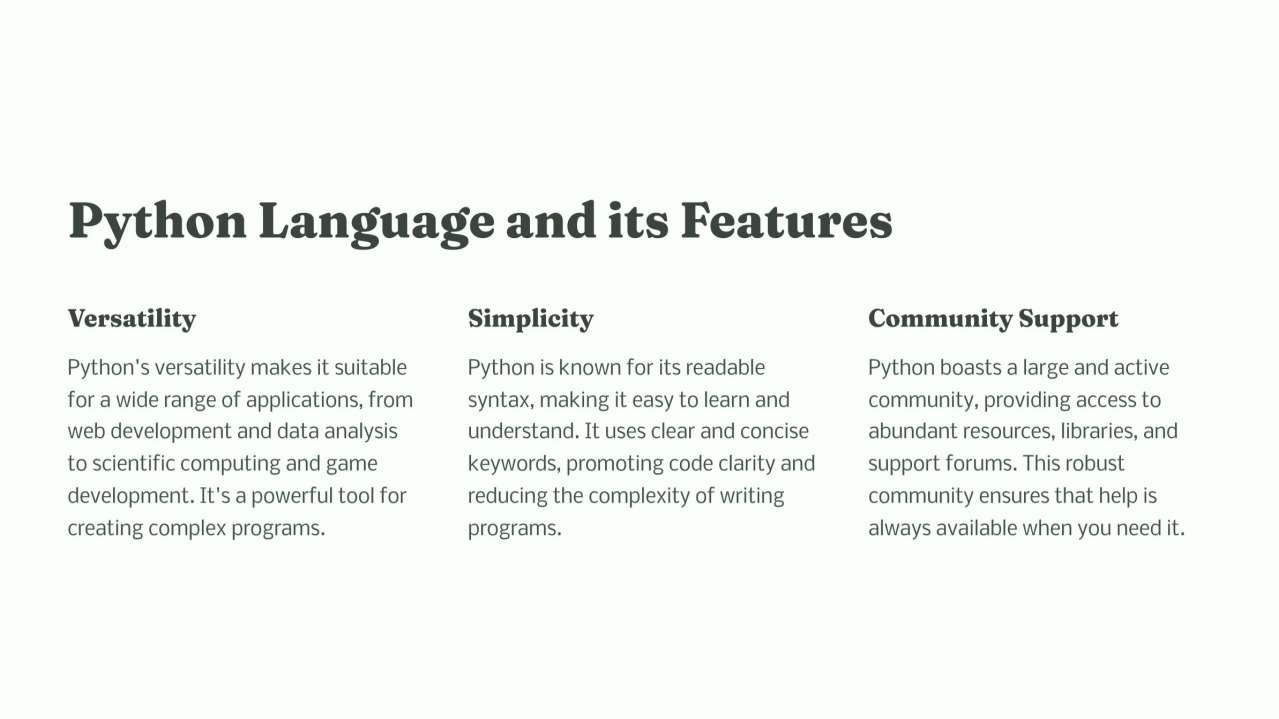 Python Language and its Features
Versatility
Python's versatility makes it suitable
for a wide range of applications, from
web development and data analysis
to scientific computing and game
development. It's a powerful tool for
creating complex programs.
Simplicity
Python is known for its readable
syntax, making it easy to learn and
understand. It uses clear and concise
keywords, promoting code clarity and
reducing the complexity of writing
programs.
Community Support
Python boasts a large and active
community, providing access to
abundant resources, libraries, and
support forums. This robust
community ensures that help is
always available when you need it.